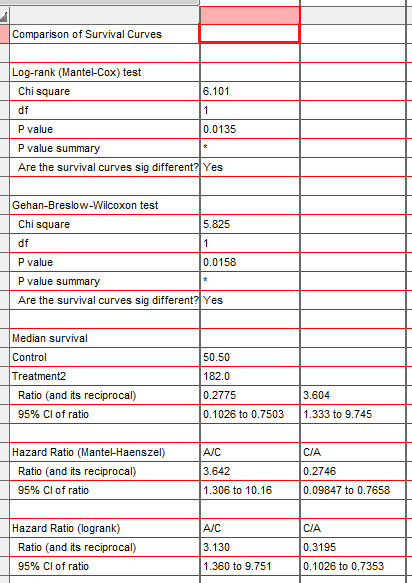 Comparison of Survival Curves
Log-rank (Mantel-Cox) test
Chi square 6.101
df 1
P value 0.0135
P value summary *
Are the survival curves sig different? Yes
Gehan-Breslow-Wilcoxon test
Chi square 5.825
df 1
P value 0.0158
P value summary *
Are the survival curves sig different? Yes
Median survival
Control 50.50
Treatment2 182.0
Ratio (and its reciprocal) 0.2775 3.604
95% CI of ratio 0.1026 to 0.7503 1.333 to 9.745
Hazard Ratio (Mantel-Haenszel) A/C C/A
Ratio (and its reciprocal) 3.642 0.2746
95% CI of ratio 1.306 to 10.16 0.09847 to 0.7658
Hazard Ratio (logrank) A/C C/A
Ratio (and its reciprocal) 3.130 0.3195
95% CI of ratio 1.360 to 9.751 0.1026 to 0.7353